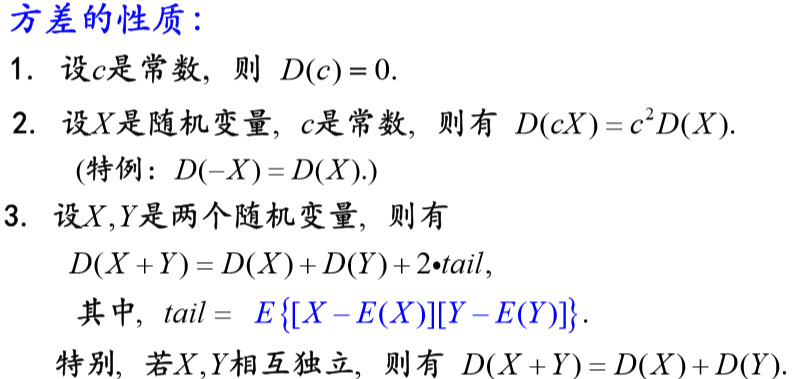 方差的性质：
1. 设c是常数, 则 D(c) = 0.
2. 设X是随机变量, c是常数, 则有 D(cX) = c²D(X).
(特例：D(−X) = D(X).)
3. 设X,Y是两个随机变量, 则有
D(X + Y) = D(X) + D(Y) + 2•tail,
其中, tail = E{[X − E(X)][Y − E(Y)]}.
特别, 若X,Y相互独立, 则有 D(X + Y) = D(X) + D(Y).